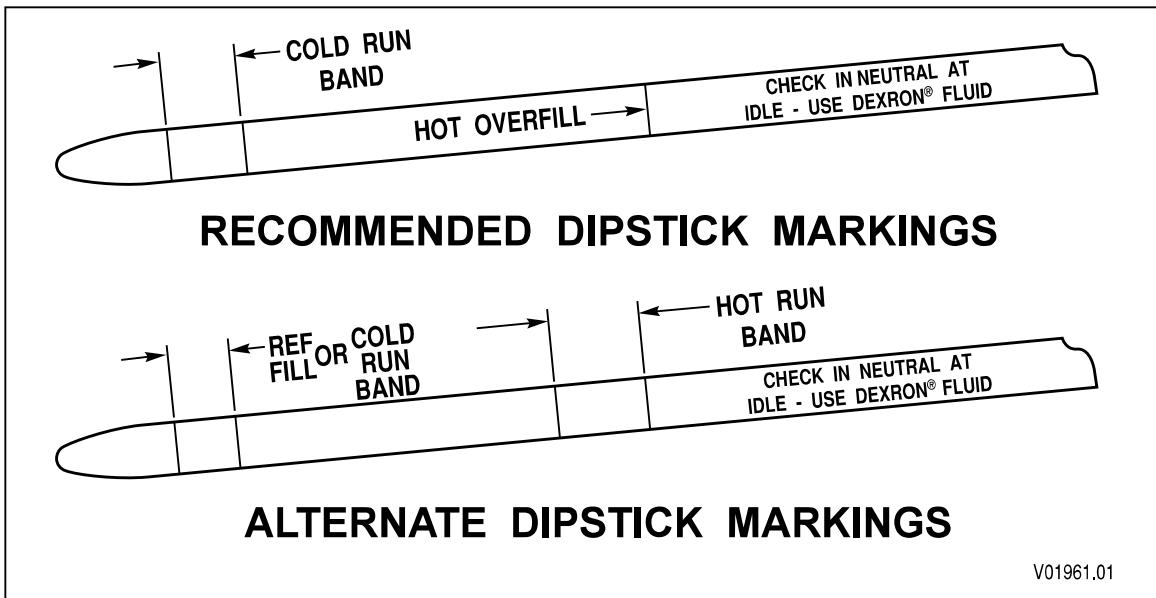 COLD RUN
BAND
HOT OVERFILL
CHECK IN NEUTRAL AT
IDLE - USE DEXRON® FLUID
RECOMMENDED DIPSTICK MARKINGS
REF
FILL
OR
COLD
RUN
BAND
HOT RUN
BAND
CHECK IN NEUTRAL AT
IDLE - USE DEXRON® FLUID
ALTERNATE DIPSTICK MARKINGS
V01961.01